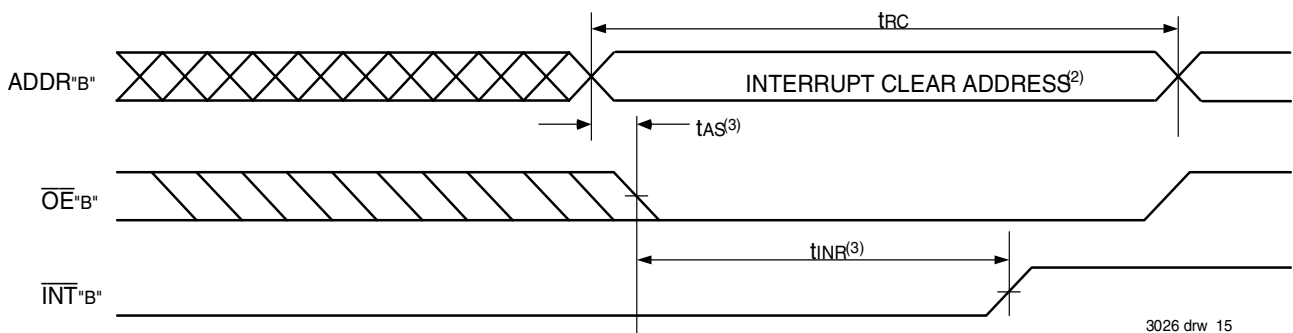 tRC
ADDR"B"
INTERRUPT CLEAR ADDRESS(2)
tAS(3)
OE"B"
tINR(3)
INT"B"
3026 drw 15